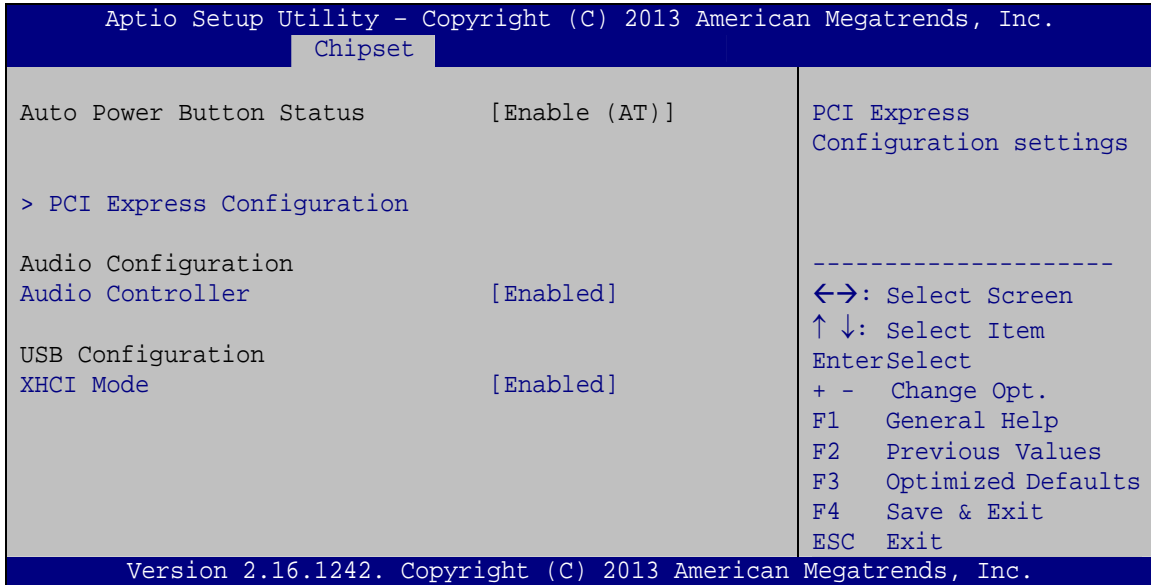 Aptio Setup Utility – Copyright (C) 2013 American Megatrends, Inc.
Chipset
Auto Power Button Status [Enable (AT)]
> PCI Express Configuration
Audio Configuration
Audio Controller [Enabled]
USB Configuration
XHCI Mode [Enabled]
PCI Express
Configuration settings
---------------------
←→: Select Screen
↑ ↓: Select Item
EnterSelect
+ - Change Opt.
F1 General Help
F2 Previous Values
F3 Optimized Defaults
F4 Save & Exit
ESC Exit
Version 2.16.1242. Copyright (C) 2013 American Megatrends, Inc.